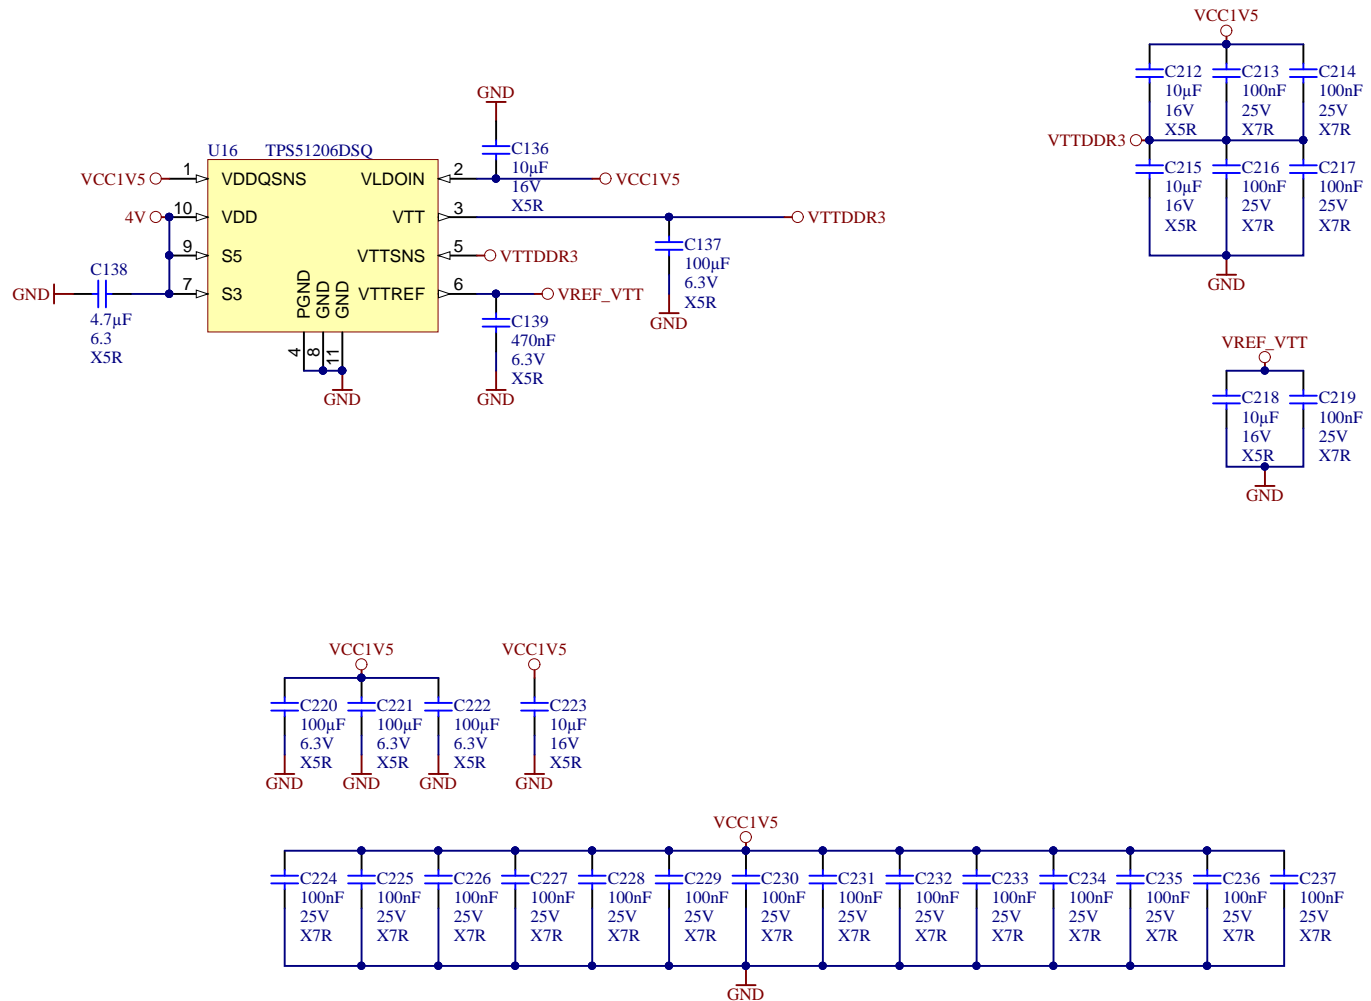 VCC1V5
C212
10µF
16V
X5R
C213
100nF
25V
X7R
C214
100nF
25V
X7R
VTTDDR3
C215
10µF
16V
X5R
C216
100nF
25V
X7R
C217
100nF
25V
X7R
GND
U16 TPS51206DSQ
GND
C136
10µF
16V
X5R
VCC1V5
1
VDDQSNS
VLDOIN
2
VCC1V5
4V
10
VDD
VTT
3
VTTDDR3
9
S5
VTTSNS
5
VTTDDR3
C137
100µF
6.3V
X5R
GND
GND
C138
4.7µF
6.3
X5R
7
S3
VTTREF
6
VREF_VTT
C139
470nF
6.3V
X5R
GND
PGND
GND
GND
4
8
11
GND
VREF_VTT
C218
10µF
16V
X5R
C219
100nF
25V
X7R
GND
VCC1V5
C220
100µF
6.3V
X5R
GND
C221
100µF
6.3V
X5R
GND
C222
100µF
6.3V
X5R
GND
VCC1V5
C223
10µF
16V
X5R
GND
VCC1V5
C224
100nF
25V
X7R
C225
100nF
25V
X7R
C226
100nF
25V
X7R
C227
100nF
25V
X7R
C228
100nF
25V
X7R
C229
100nF
25V
X7R
C230
100nF
25V
X7R
C231
100nF
25V
X7R
C232
100nF
25V
X7R
C233
100nF
25V
X7R
C234
100nF
25V
X7R
C235
100nF
25V
X7R
C236
100nF
25V
X7R
C237
100nF
25V
X7R
GND